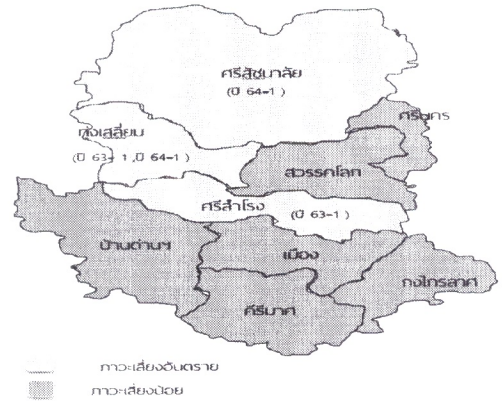 ศรีสัชนาลัย
(ปี 64-1)
ศรีนคร
ทุ่งเสลี่ยม
(ปี 63-1 ,ปี 64-1)
สวรรคโลก
ศรีสำโรง (ปี 63-1)
บ้านด่านฯ
เมือง
กงไกรลาศ
คีรีมาศ
ภาวะเสี่ยงอันตราย
ภาวะเสี่ยงน้อย